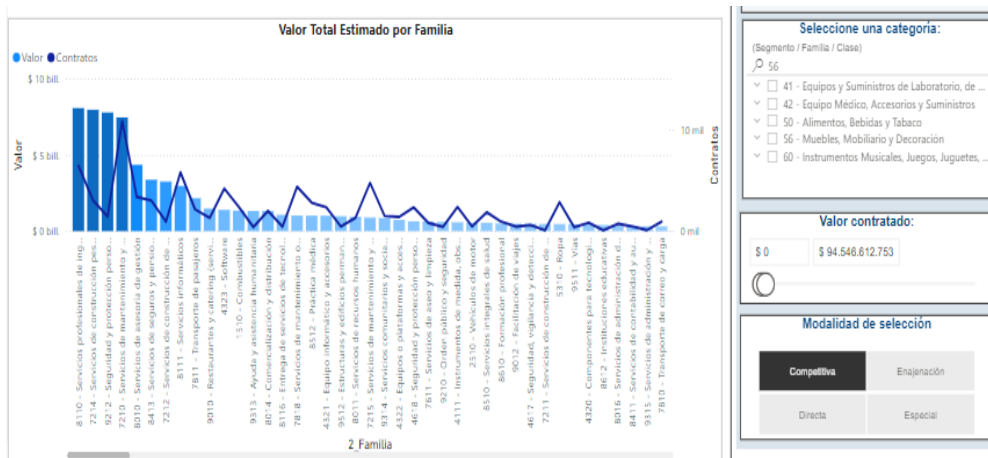 Valor Total Estimado por Familia
Valor Contratos
$ 10 bill.
$ 5 bill.
$ 0 bill.
10 mil
0 mil
Valor
Contratos
8110 - Servicios profesionales de ing...
7214 - Servicios de construcción pes...
9212 - Seguridad y protección perso...
7210 - Servicios de mantenimiento y ...
8010 - Servicios de asesoría de gestión
8413 - Servicios de seguros y pensio...
7212 - Servicios de construcción de...
8111 - Servicios informáticos
7811 - Transporte de pasajeros
9010 - Restaurantes y catering (servi...
4323 - Software
1510 - Combustibles
9313 - Ayuda y asistencia humanitaria
8014 - Comercialización y distribución
8116 - Entrega de servicios de tecnol...
7818 - Servicios de mantenimiento o...
8512 - Práctica médica
4321 - Equipo informático y accesorios
9512 - Estructuras y edificios perman...
8011 - Servicios de recursos humanos
7215 - Servicios de mantenimiento y ...
9314 - Servicios comunitarios y socia...
4322 - Equipos o plataformas y acces...
4618 - Seguridad y protección perso...
7611 - Servicios de aseo y limpieza
9210 - Orden público y seguridad
4111 - Instrumentos de medida, obs...
2510 - Vehículos de motor
8510 - Servicios integrales de salud
8610 - Formación profesional
9012 - Facilitación de viajes
4617 - Seguridad, vigilancia y detecci...
7211 - Servicios de construcción de ...
5310 - Ropa
9511 - Vías
4320 - Componentes para tecnologí...
8612 - Instituciones educativas
8016 - Servicios de administración d...
8411 - Servicios de contabilidad y au...
9315 - Servicios de administración y ...
7810 - Transporte de correo y carga
2_Familia
Seleccione una categoría:
(Segmento / Familia / Clase)
56
41 - Equipos y Suministros de Laboratorio, de ...
42 - Equipo Médico, Accesorios y Suministros
50 - Alimentos, Bebidas y Tabaco
56 - Muebles, Mobiliario y Decoración
60 - Instrumentos Musicales, Juegos, Juguetes, ...
Valor contratado:
$ 0 $ 94.546.612.753
Modalidad de selección
Competitiva Enajenación
Directa Especial